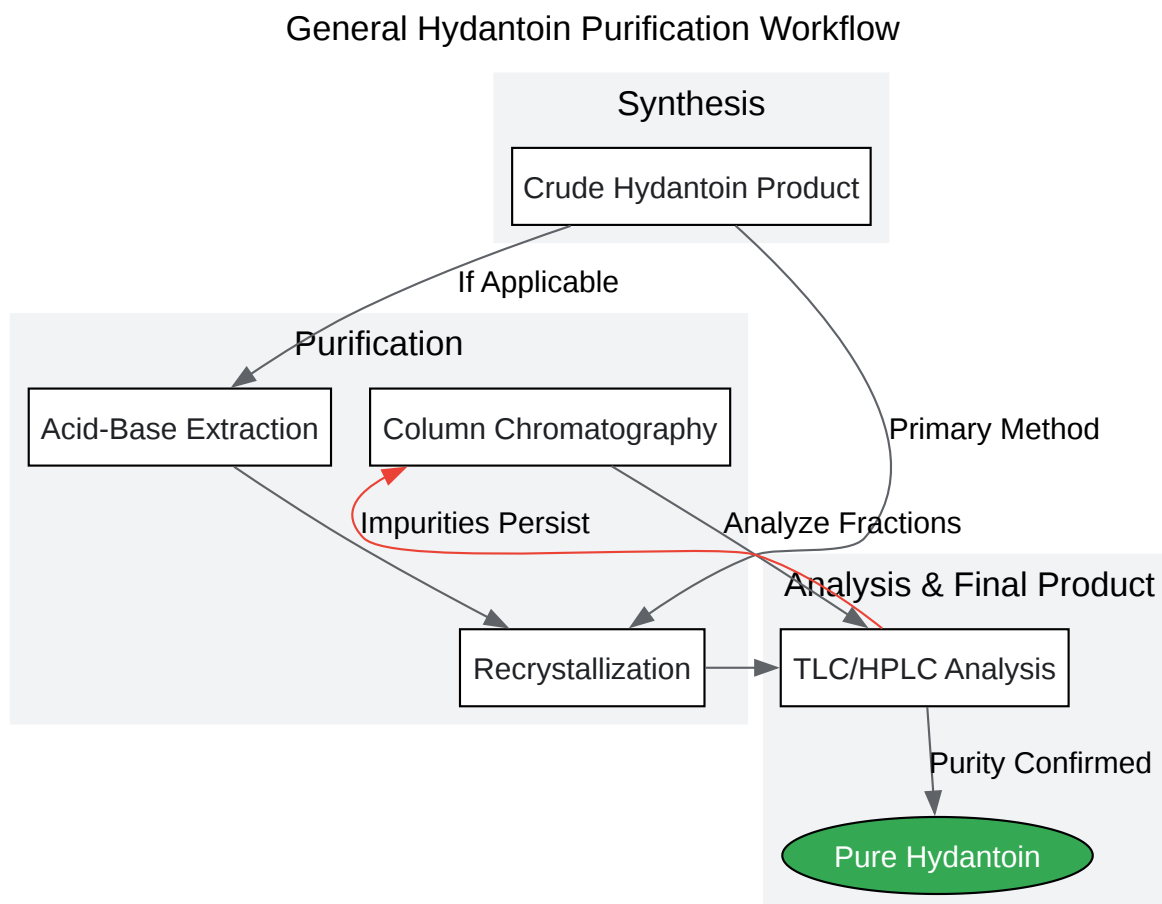 General Hydantoin Purification Workflow
Synthesis
Crude Hydantoin Product
If Applicable
Purification
Acid-Base Extraction
Column Chromatography
Primary Method
Impurities Persist
Analyze Fractions
Analysis & Final Product
Recrystallization
TLC/HPLC Analysis
Purity Confirmed
Pure Hydantoin